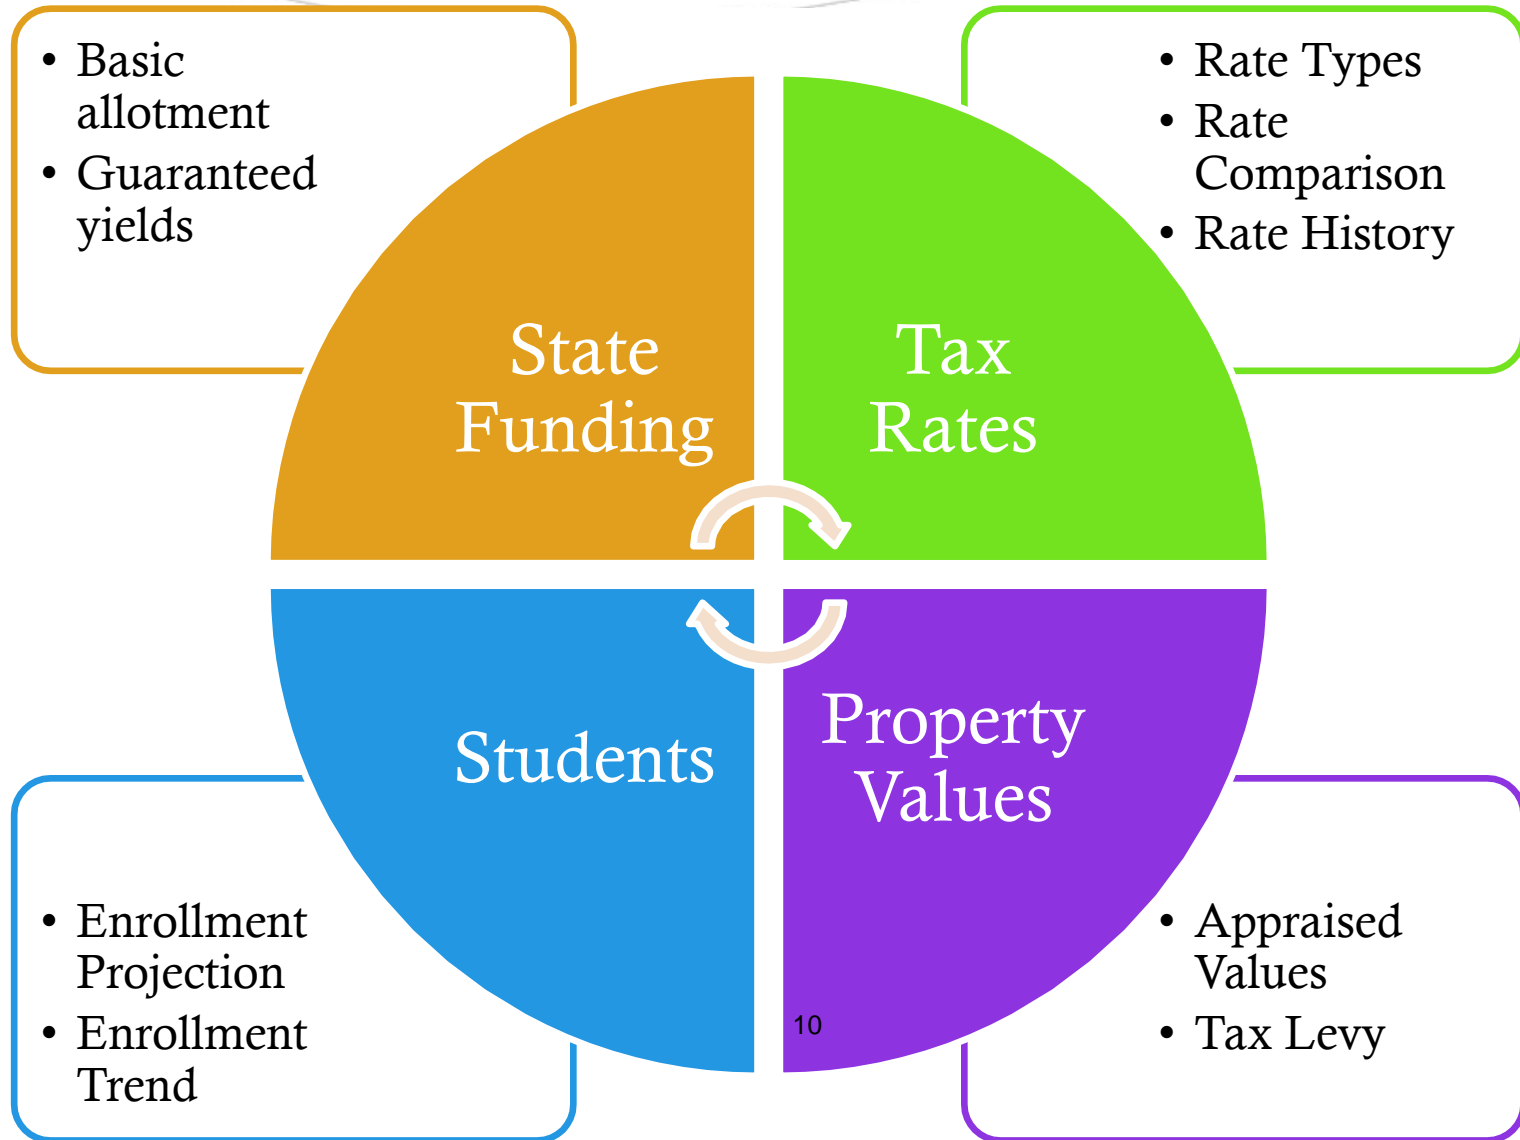 • Basic
allotment
• Guaranteed
yields
• Rate Types
• Rate
Comparison
• Rate History
State
Funding
Tax
Rates
Students
Property
Values
• Enrollment
Projection
• Enrollment
Trend
• Appraised
Values
• Tax Levy
10